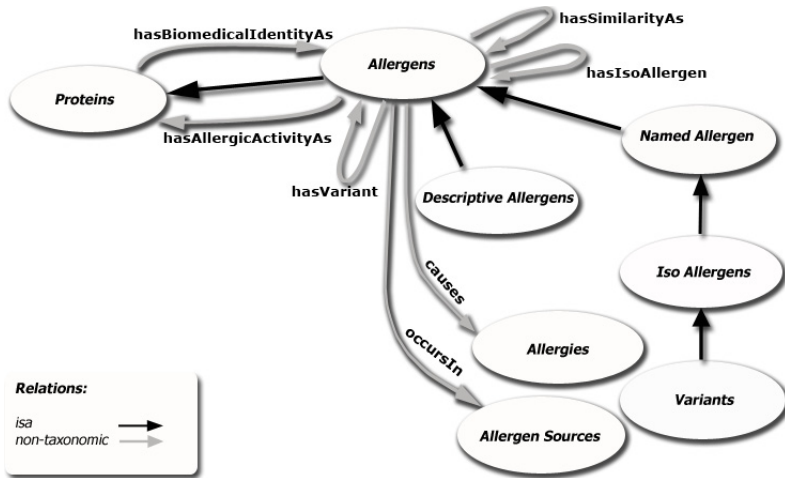 hasBiomedicalIdentityAs
hasSimilarityAs
Allergens
hasIsoAllergen
Proteins
hasAllergicActivityAs
Named Allergen
hasVariant
Descriptive Allergens
causes
Iso Allergens
occursIn
Allergies
Relations:
Variants
isa
non-taxonomic
Allergen Sources